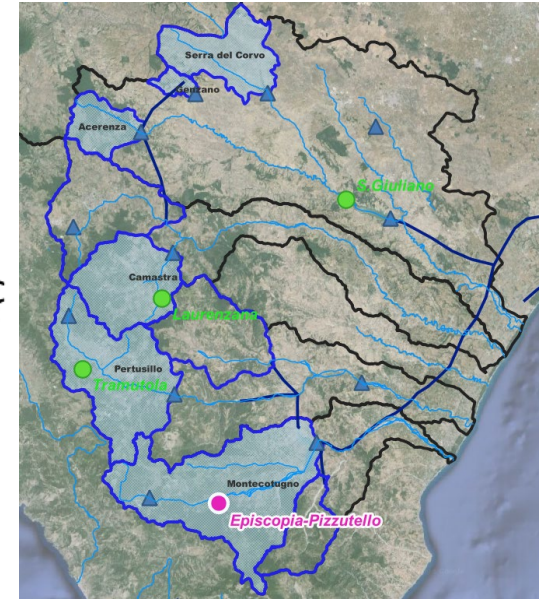 Serra del Corvo
Genzano
Acerenza
S.Giuliano
Camastra
Laurenzana
Pertusillo
Tramutola
Montecotugno
Episcopia-Pizzutello